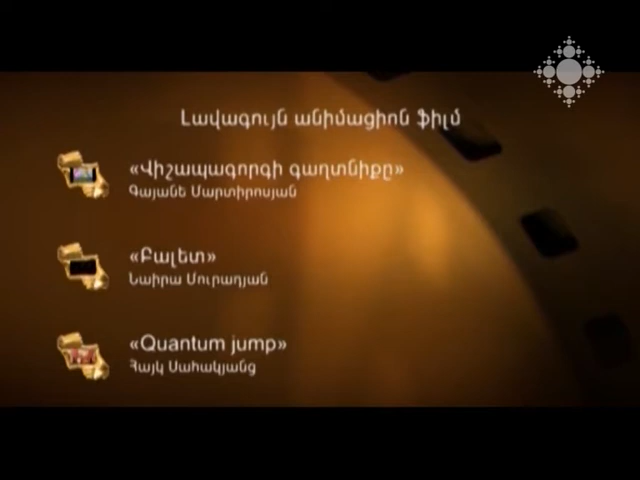 Լավագույն անիմացիոն ֆիլմ
«Վիշապագորգի գաղտնիքը»
Գայանե Մարտիրոսյան
«Բալետ»
Նաիրա Մուրադյան
«Quantum jump»
Հայկ Սահակյանց